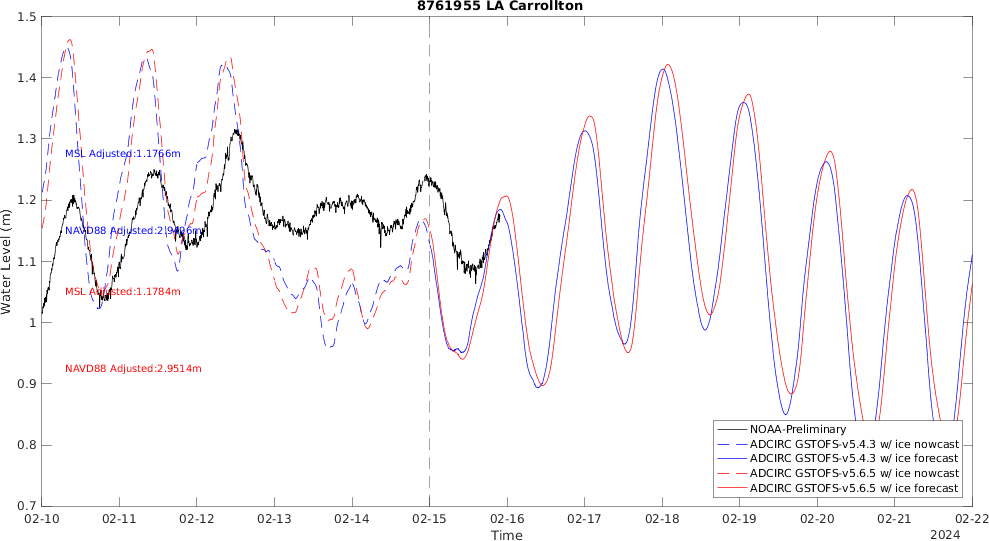 8761955 LA Carrollton
Water Level (m)
1.5
1.4
1.3
1.2
1.1
1
0.9
0.8
0.7
MSL Adjusted:1.1766m
NAVD88 Adjusted:2.9496m
MSL Adjusted:1.1784m
NAVD88 Adjusted:2.9514m
NOAA-Preliminary
ADCIRC GSTOFS-v5.4.3 w/ ice nowcast
ADCIRC GSTOFS-v5.4.3 w/ ice forecast
ADCIRC GSTOFS-v5.6.5 w/ ice nowcast
ADCIRC GSTOFS-v5.6.5 w/ ice forecast
02-10 02-11 02-12 02-13 02-14 02-15 02-16 02-17 02-18 02-19 02-20 02-21 02-22
Time
2024